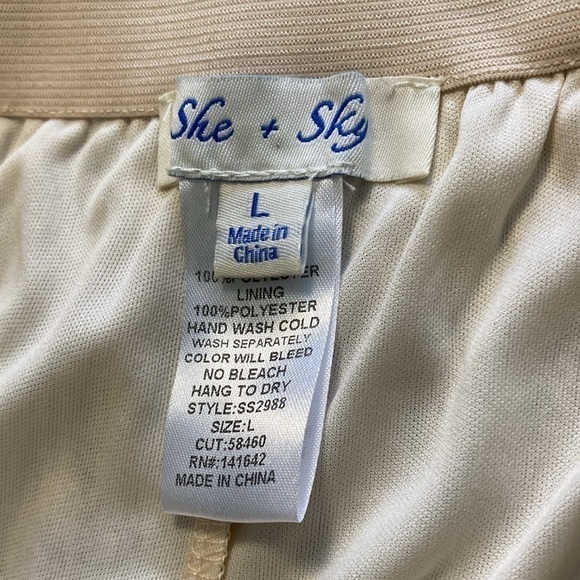 She + Sky
L
Made in
China
100%POLYESTER
LINING
100%POLYESTER
HAND WASH COLD
WASH SEPARATELY
COLOR WILL BLEED
NO BLEACH
HANG TO DRY
STYLE:SS2988
SIZE:L
CUT:58460
RN#:141642
MADE IN CHINA